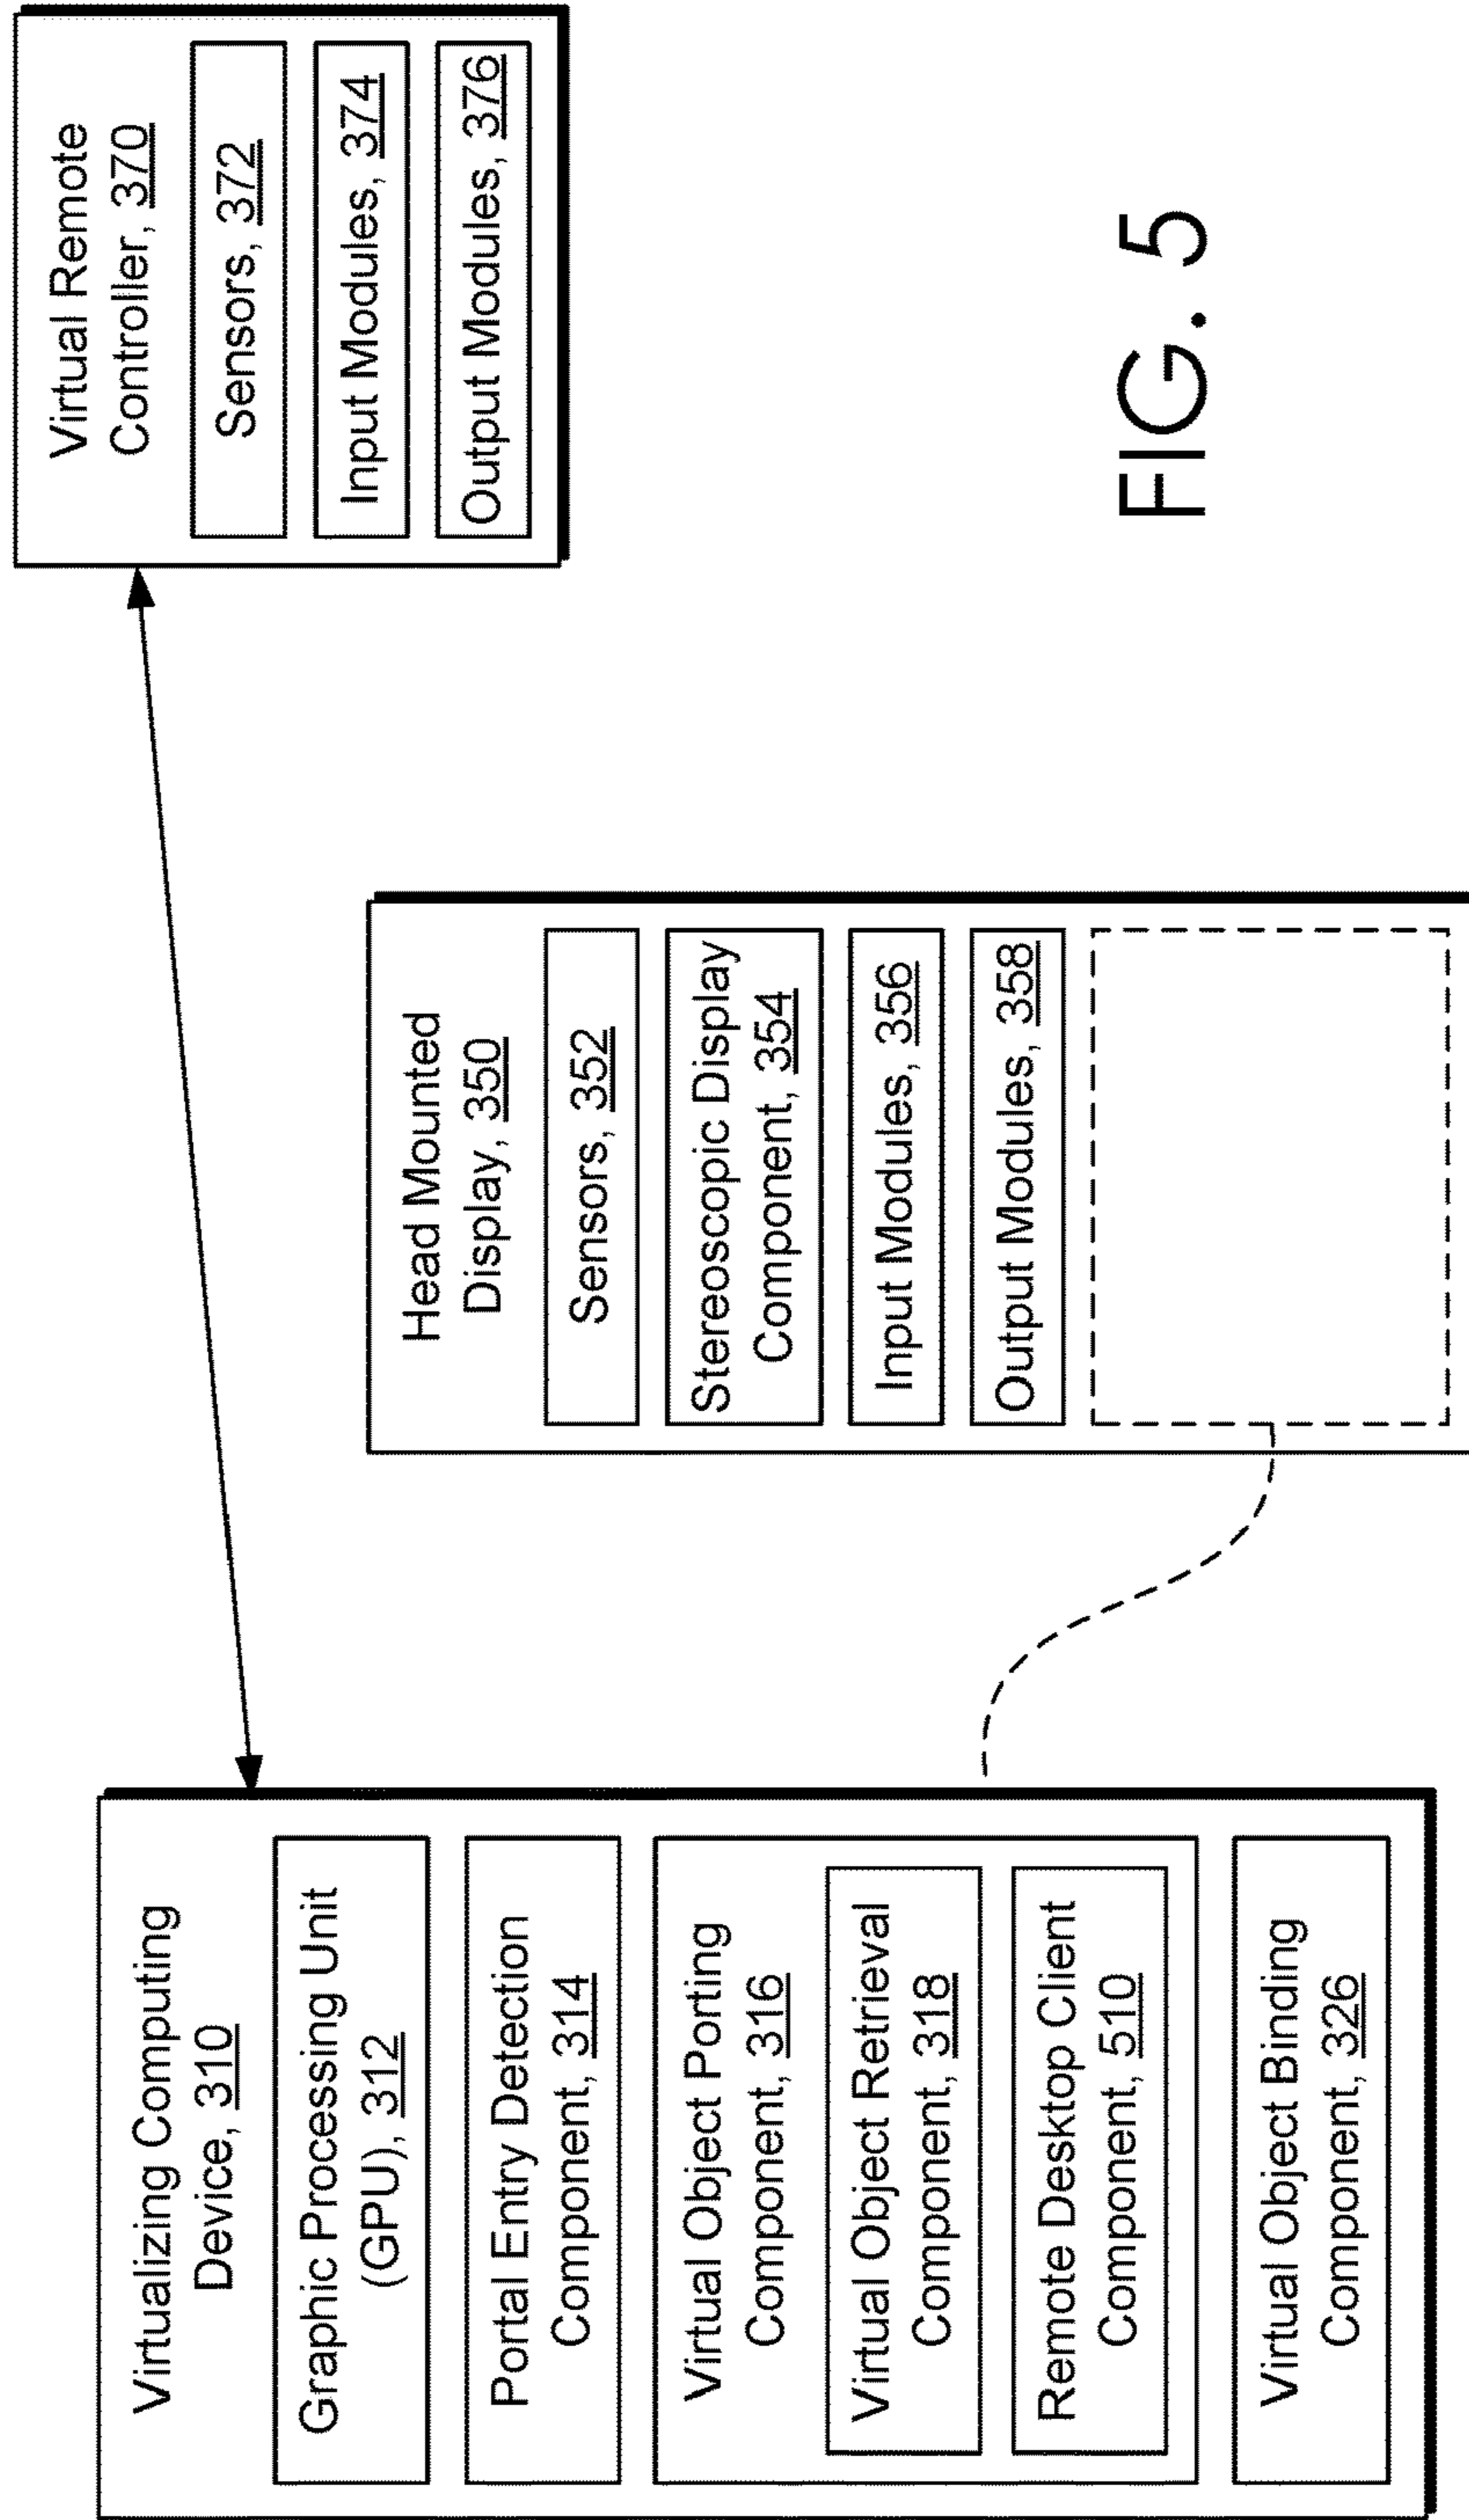 Virtualizing Computing
Device, 310
Graphic Processing Unit
(GPU), 312
Portal Entry Detection
Component, 314
Virtual Object Porting
Component, 316
Virtual Object Retrieval
Component, 318
Remote Desktop Client
Component, 510
Virtual Object Binding
Component, 326
Head Mounted
Display, 350
Sensors, 352
Stereoscopic Display
Component, 354
Input Modules, 356
Output Modules, 358
Virtual Remote
Controller, 370
Sensors, 372
Input Modules, 374
Output Modules, 376
FIG. 5